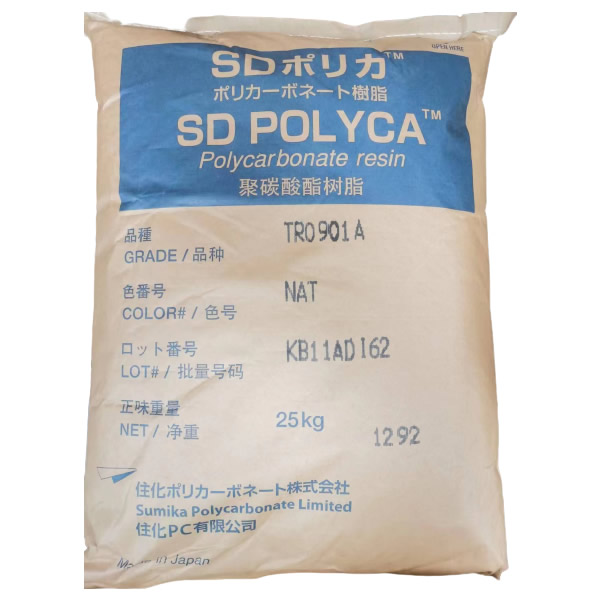 OPEN HERE
SDポリカ™
ポリカーボネート樹脂
SD POLYCA™
Polycarbonate resin
聚碳酸酯树脂
品種 TR0901A
GRADE / 品种
色番号 NAT
COLOR# / 色号
ロット番号 KB11AD162
LOT# / 批量号码
正味重量 25kg
NET / 净重 1292
住化ポリカーボネート株式会社
Sumika Polycarbonate Limited
住化PC有限公司
Made in Japan